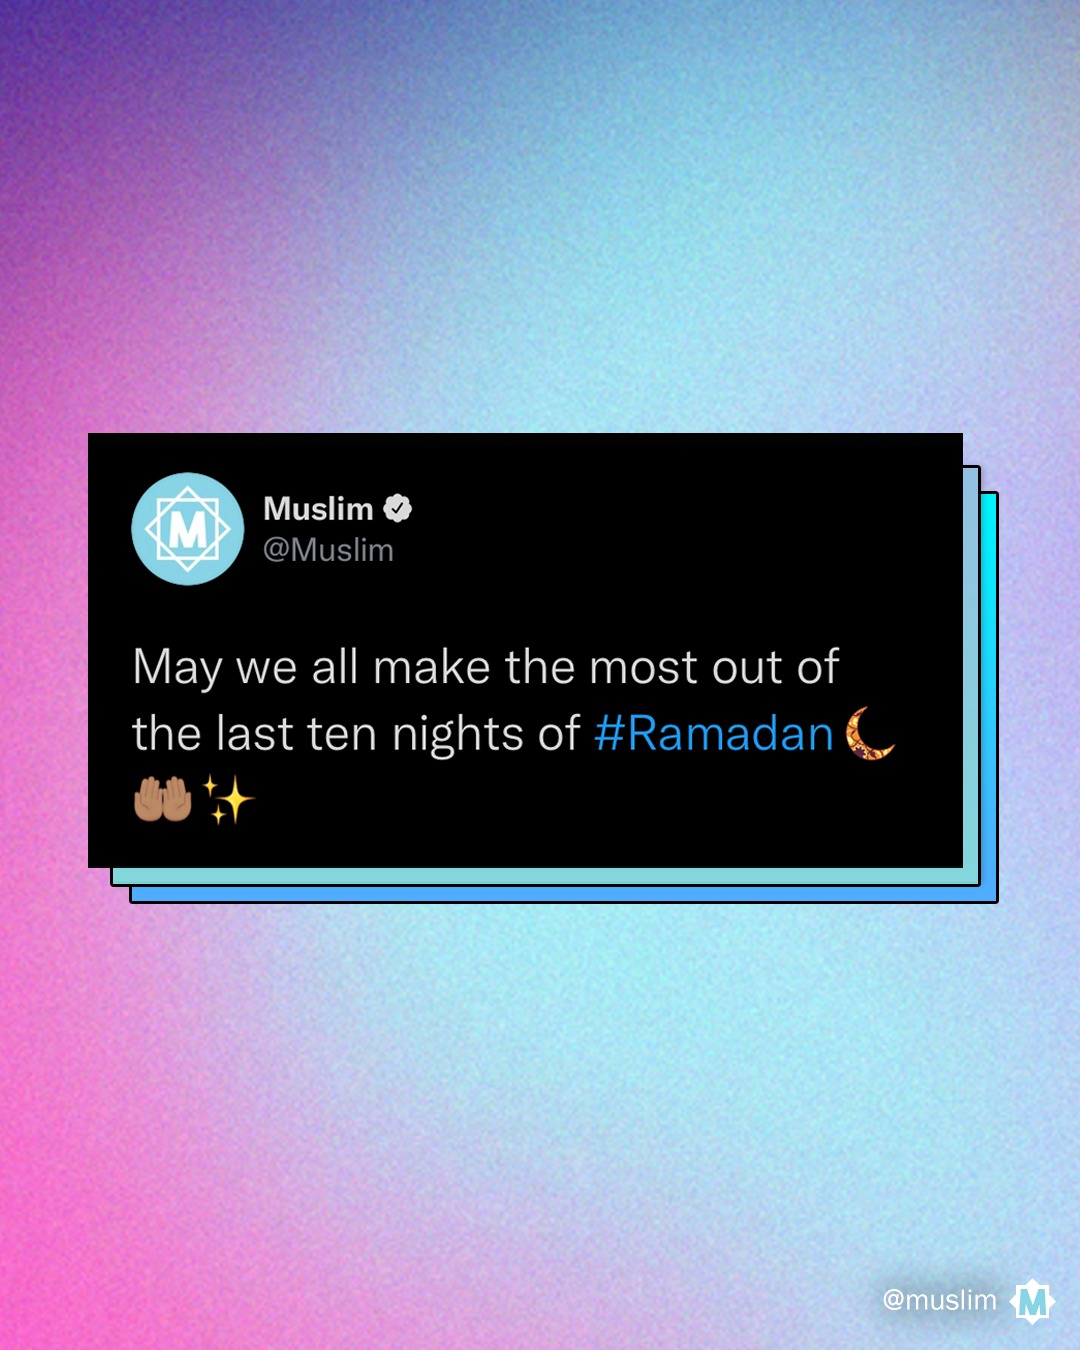 M
Muslim
@Muslim
May we all make the most out of
the last ten nights of #Ramadan🌙
🤲🏽✨
@muslim M